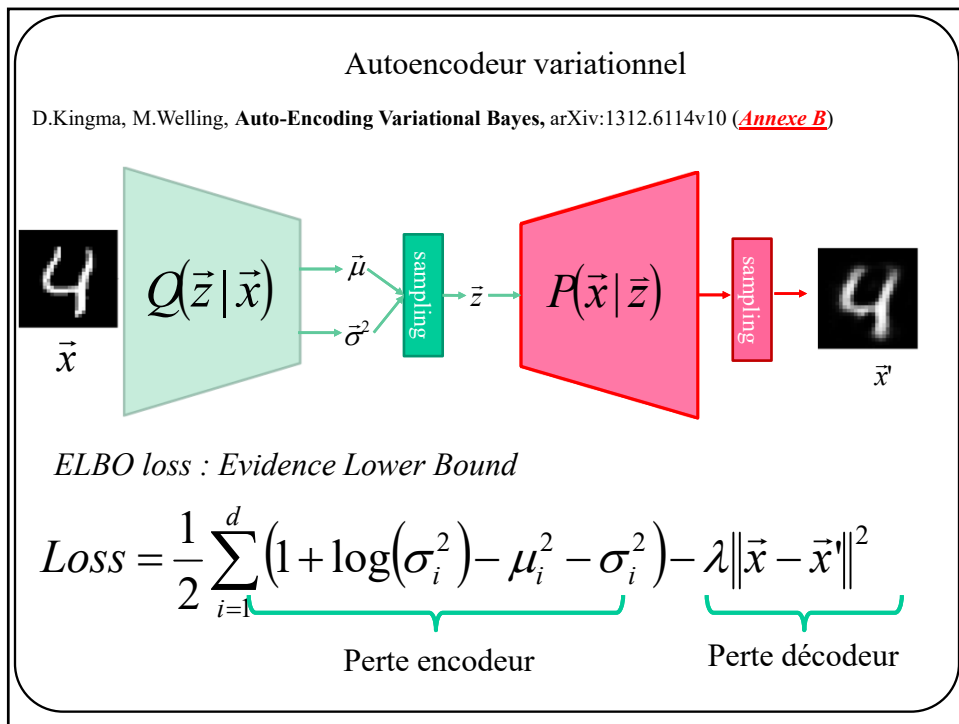 Autoencodeur variationnel
D.Kingma, M.Welling, Auto-Encoding Variational Bayes, arXiv:1312.6114v10 (Annexe B)
Q(z⃗ | x⃗)
μ⃗
σ⃗²
sampling
z⃗
P(x⃗ | z⃗)
sampling
x⃗
x⃗'
ELBO loss : Evidence Lower Bound
Loss = 1/2 ∑_{i=1}^{d} (1 + log(σ_i²) − μ_i² − σ_i²) − λ‖x⃗ − x⃗'‖²
Perte encodeur
Perte décodeur